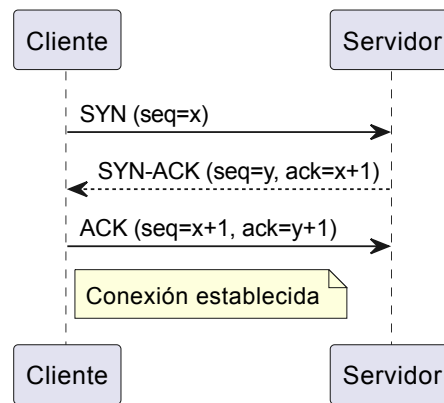 Cliente
Servidor
SYN (seq=x)
SYN-ACK (seq=y, ack=x+1)
ACK (seq=x+1, ack=y+1)
Conexión establecida
Cliente
Servidor